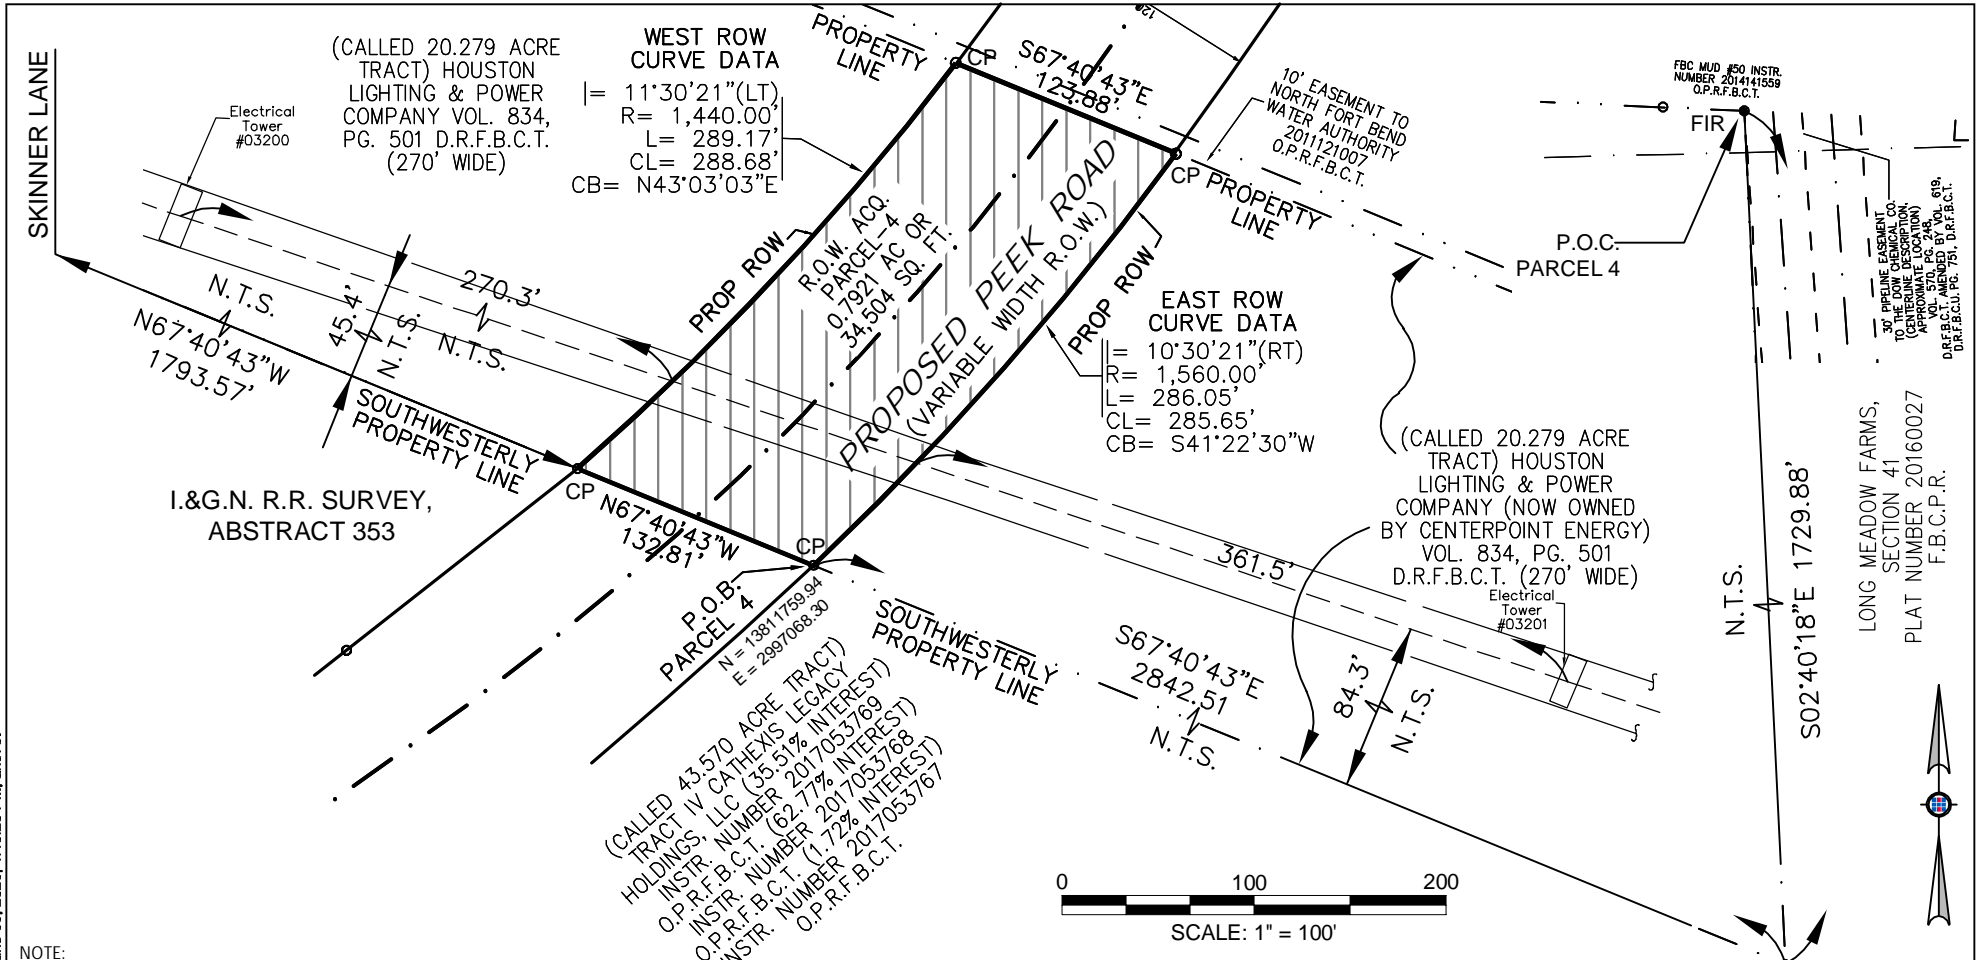 SKINNER LANE
(CALLED 20.279 ACRE
TRACT) HOUSTON
LIGHTING & POWER
COMPANY VOL. 834,
PG. 501 D.R.F.B.C.T.
(270' WIDE)
Electrical
Tower
#03200
WEST ROW
CURVE DATA
|= 11°30'21"(LT)
R= 1,440.00'
L= 289.17'
CL= 288.68'
CB= N43°03'03"E
PROPERTY
LINE
CP
S67°40'43"E
123.88'
10' EASEMENT TO
NORTH FORT BEND
WATER AUTHORITY
2011121007
O.P.R.F.B.C.T.
CP
PROPERTY
LINE
FBC MUD #50 INSTR.
NUMBER 2014141559
O.P.R.F.B.C.T.
FIR
P.O.C.
PARCEL 4
30' PIPELINE EASEMENT
TO THE DOW CHEMICAL CO.
(CENTERLINE DESCRIPTION,
APPROXIMATE LOCATION)
VOL. 570, PG. 248,
D.R.F.B.C.T. AMENDED BY VOL. 619,
PG. 751, D.R.F.B.C.T.
PROP ROW
R.O.W. ACQ.
PARCEL-4
0.7921 AC OR
34,504 SQ. FT.
PROPOSED PEEK ROAD
(VARIABLE WIDTH R.O.W.)
PROP ROW
EAST ROW
CURVE DATA
|= 10°30'21"(RT)
R= 1,560.00'
L= 286.05'
CL= 285.65'
CB= S41°22'30"W
270.3'
N.T.S.
N.T.S.
45.4'
N.T.S.
N67°40'43"W
1793.57'
SOUTHWESTERLY
PROPERTY LINE
I.&G.N. R.R. SURVEY,
ABSTRACT 353
CP
N67°40'43"W
132.81'
CP
P.O.B.
PARCEL 4
N = 13811759.94
E = 2997068.30
SOUTHWESTERLY
PROPERTY LINE
S67°40'43"E
2842.51
N.T.S.
361.5'
84.3'
N.T.S.
(CALLED 20.279 ACRE
TRACT) HOUSTON
LIGHTING & POWER
COMPANY (NOW OWNED
BY CENTERPOINT ENERGY)
VOL. 834, PG. 501
D.R.F.B.C.T. (270' WIDE)
Electrical
Tower
#03201
N.T.S.
S02°40'18"E 1729.88'
LONG MEADOW FARMS,
SECTION 41
PLAT NUMBER 20160027
F.B.C.P.R.
(CALLED 43.570 ACRE TRACT)
TRACT IV CATHEXIS LEGACY
HOLDINGS, LLC (35.51% INTEREST)
INSTR. NUMBER 2017053769
O.P.R.F.B.C.T. (62.77% INTEREST)
INSTR. NUMBER 2017053768
O.P.R.F.B.C.T. (1.72% INTEREST)
INSTR. NUMBER 2017053767
O.P.R.F.B.C.T.
0 100 200
SCALE: 1" = 100'
NOTE: